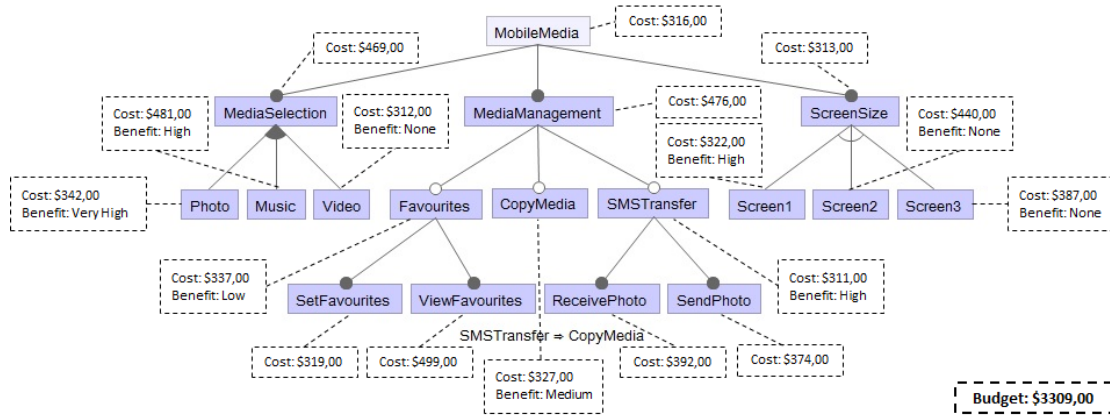 MobileMedia
Cost: $316,00
Cost: $469,00
Cost: $313,00
Cost: $481,00
Benefit: High
MediaSelection
Cost: $312,00
Benefit: None
MediaManagement
Cost: $476,00
ScreenSize
Cost: $440,00
Benefit: None
Cost: $322,00
Benefit: High
Cost: $342,00
Benefit: Very High
Photo
Music
Video
Favourites
CopyMedia
SMSTransfer
Screen1
Screen2
Screen3
Cost: $387,00
Benefit: None
Cost: $337,00
Benefit: Low
SetFavourites
ViewFavourites
ReceivePhoto
SendPhoto
Cost: $311,00
Benefit: High
SMSTransfer ⇒ CopyMedia
Cost: $319,00
Cost: $499,00
Cost: $327,00
Benefit: Medium
Cost: $392,00
Cost: $374,00
Budget: $3309,00